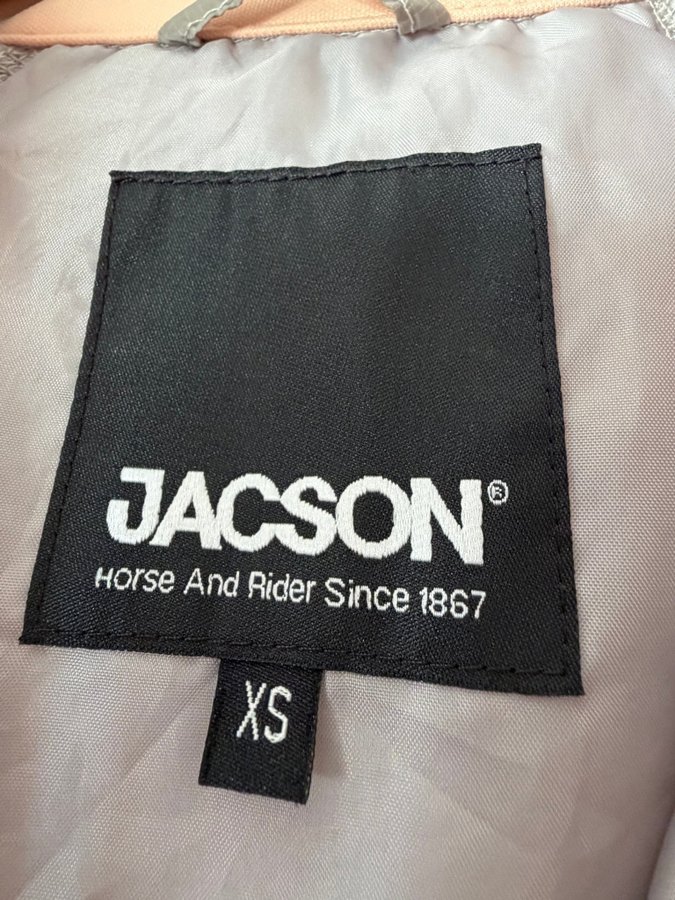 JACSON®
Horse And Rider Since 1867
XS